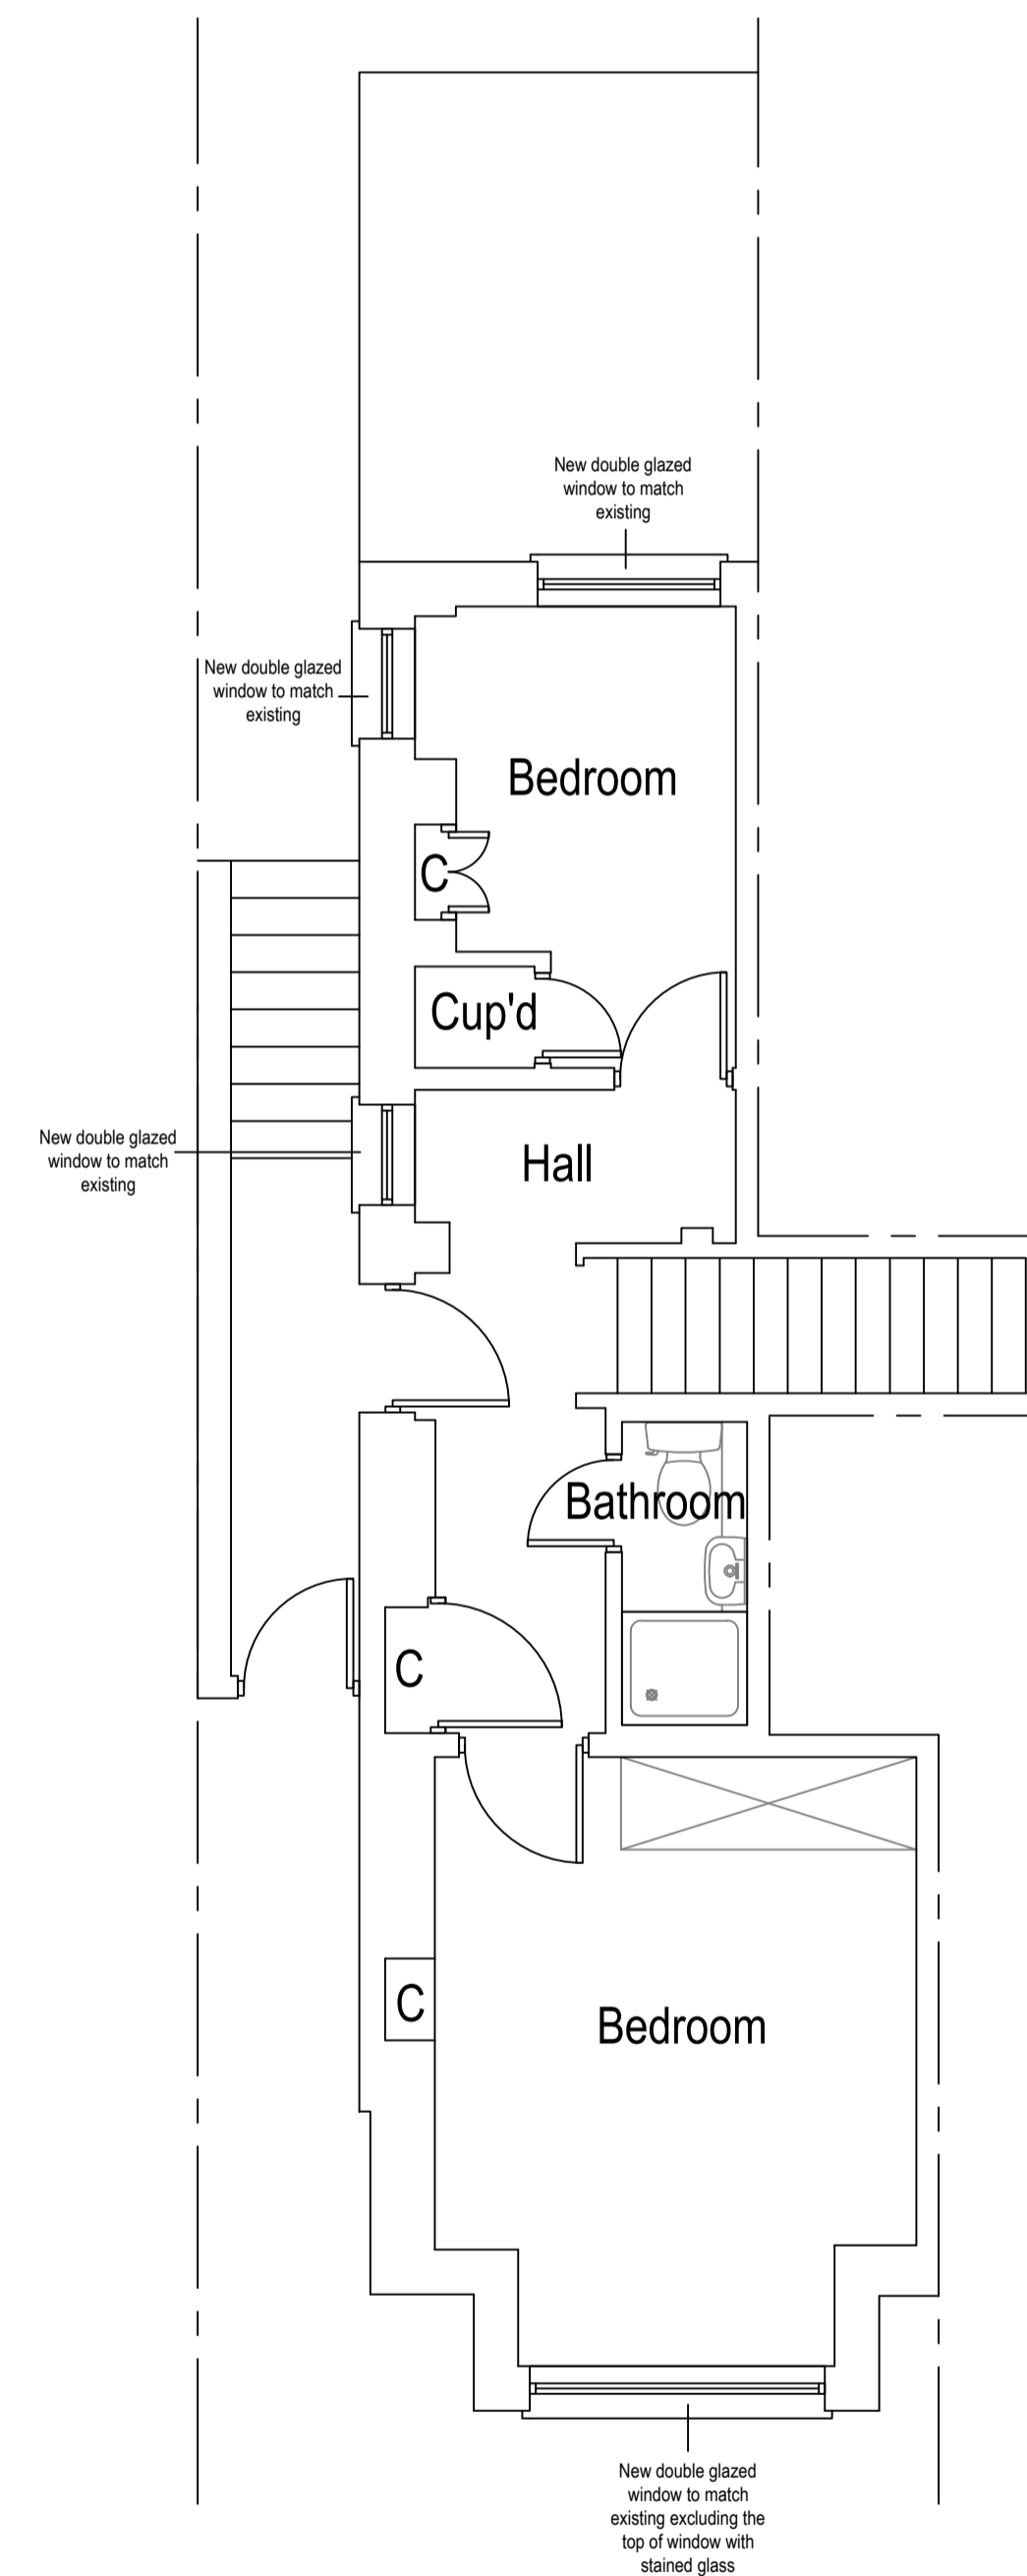 New double glazed
window to match
existing
New double glazed
window to match
existing
Bedroom
C
Cup'd
New double glazed
window to match
existing
Hall
Bathroom
C
C
Bedroom
New double glazed
window to match
existing excluding the
top of window with
stained glass